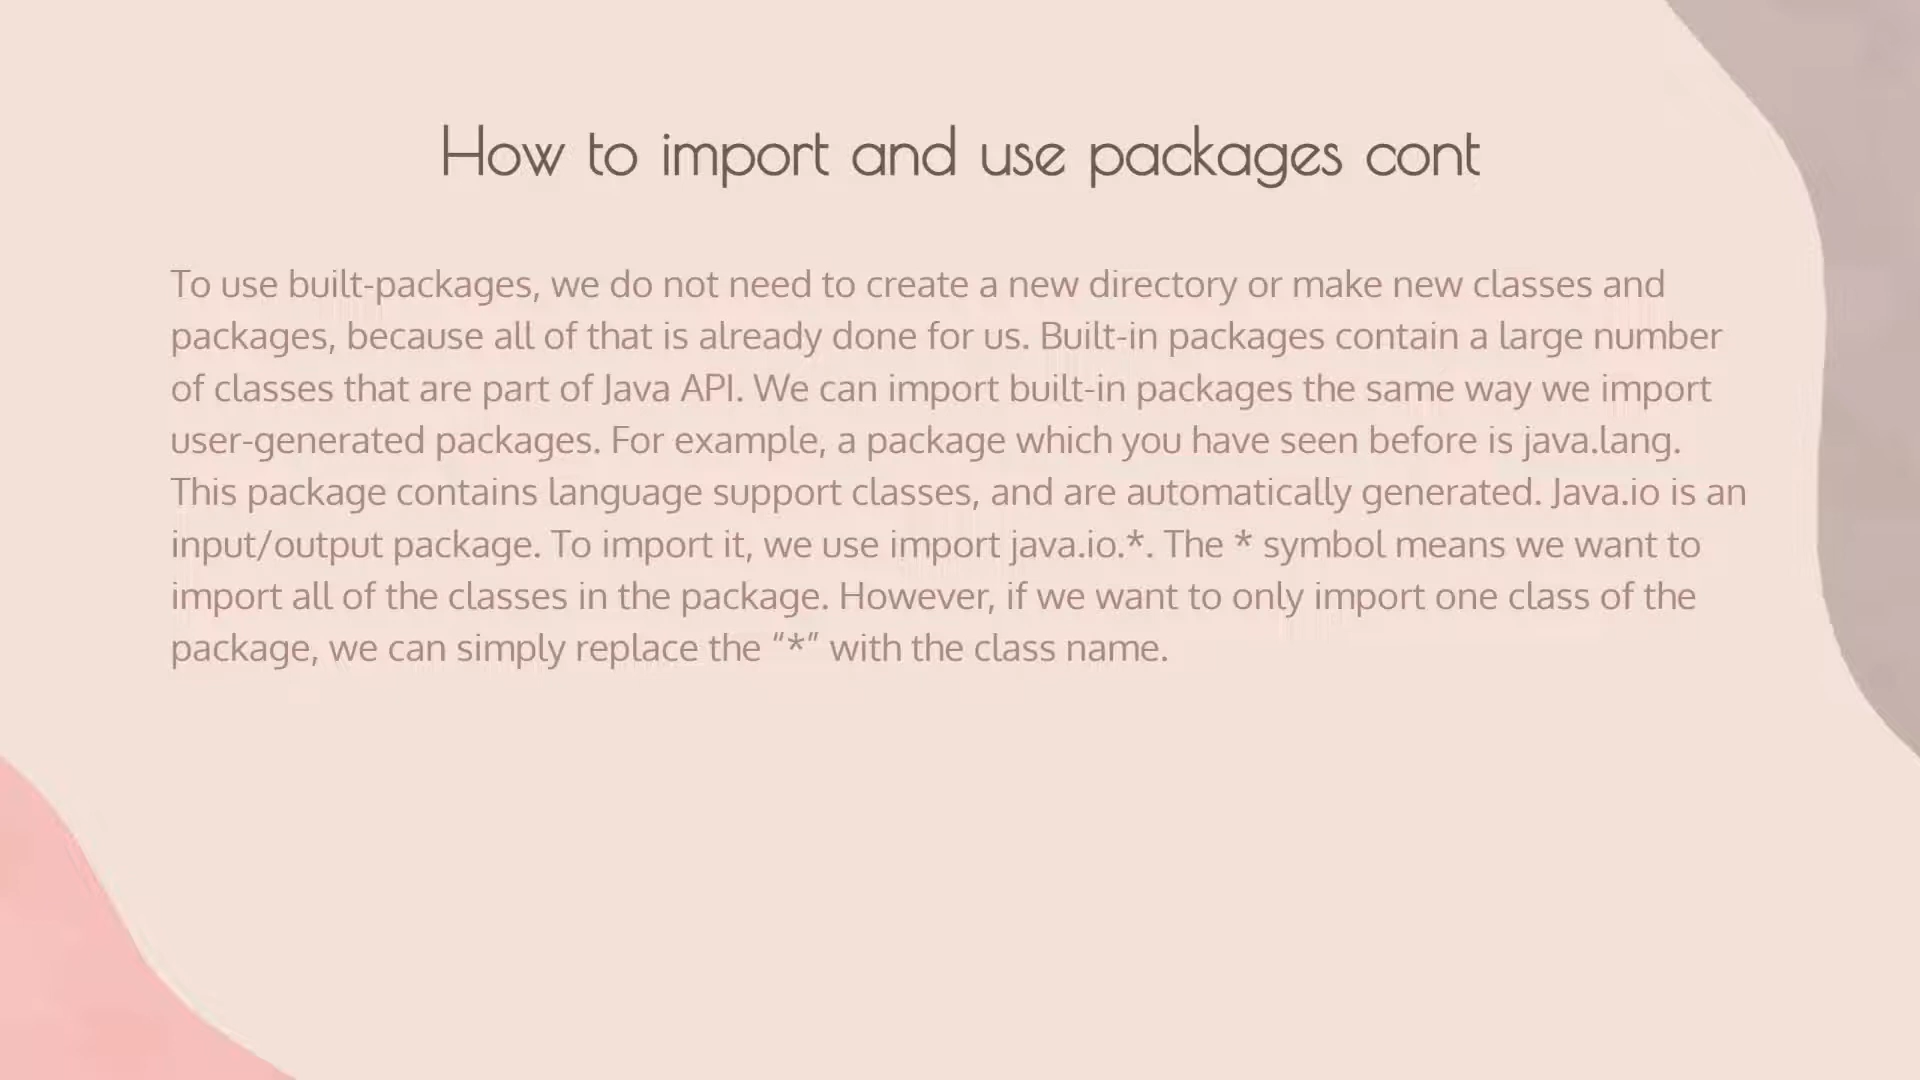 How to import and use packages cont
To use built-packages, we do not need to create a new directory or make new classes and
packages, because all of that is already done for us. Built-in packages contain a large number
of classes that are part of Java API. We can import built-in packages the same way we import
user-generated packages. For example, a package which you have seen before is java.lang.
This package contains language support classes, and are automatically generated. Java.io is an
input/output package. To import it, we use import java.io.*. The * symbol means we want to
import all of the classes in the package. However, if we want to only import one class of the
package, we can simply replace the “*” with the class name.